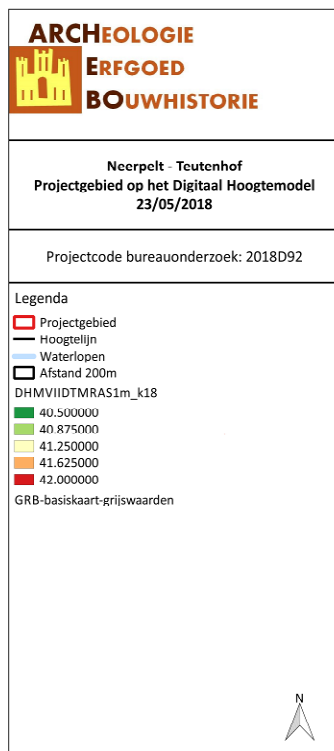 ARCHEOLOGIE
ERFGOED
BOUWHISTORIE
Neerpelt - Teutenhof
Projectgebied op het Digitaal Hoogtemodel
23/05/2018
Projectcode bureauonderzoek: 2018D92
Legenda
Projectgebied
Hoogtelijn
Waterlopen
Afstand 200m
DHMVIIDTMRAS1m_k18
40.500000
40.875000
41.250000
41.625000
42.000000
GRB-basiskaart-grijswaarden
N